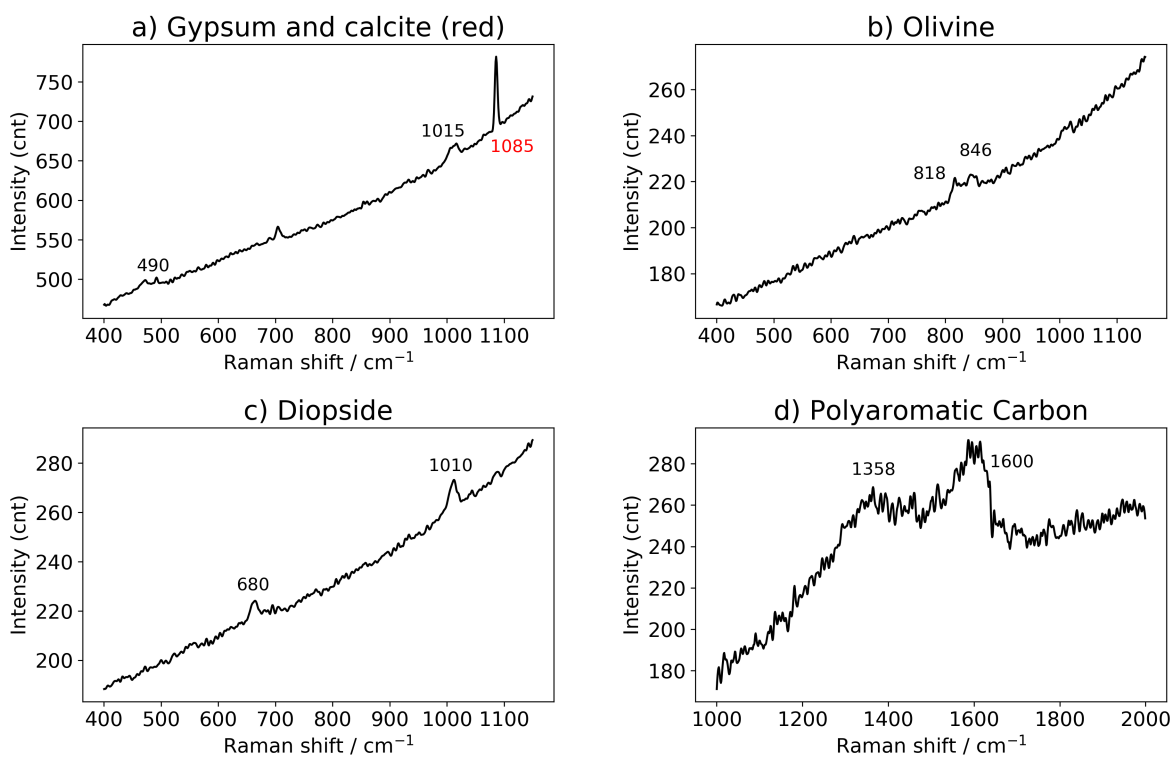 a) Gypsum and calcite (red)
Intensity (cnt)
750
700
650
600
550
500
490
1015
1085
400 500 600 700 800 900 1000 1100
Raman shift / cm⁻¹
b) Olivine
Intensity (cnt)
260
240
220
200
180
818
846
400 500 600 700 800 900 1000 1100
Raman shift / cm⁻¹
c) Diopside
Intensity (cnt)
280
260
240
220
200
680
1010
400 500 600 700 800 900 1000 1100
Raman shift / cm⁻¹
d) Polyaromatic Carbon
Intensity (cnt)
280
260
240
220
200
180
1358
1600
1000 1200 1400 1600 1800 2000
Raman shift / cm⁻¹